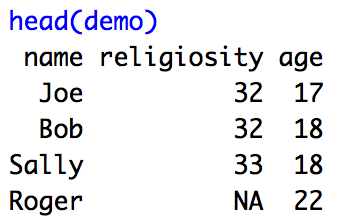 head(demo)
name religiosity age
Joe 32 17
Bob 32 18
Sally 33 18
Roger NA 22